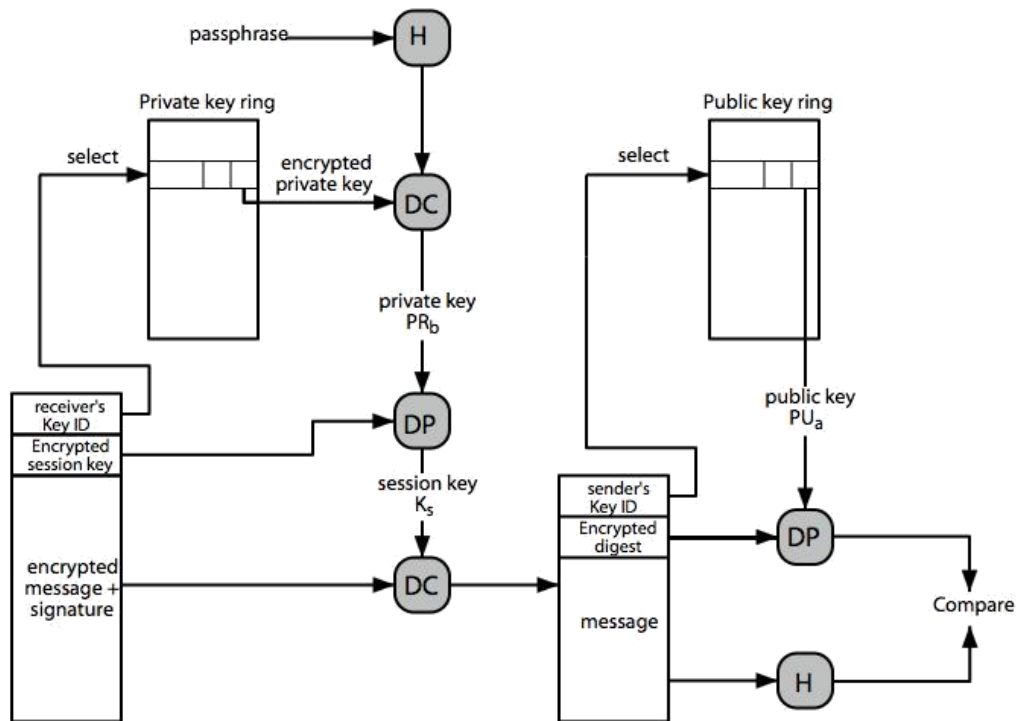 passphrase
H
Private key ring
Public key ring
select
encrypted
private key
select
DC
private key
PRb
public key
PUa
receiver's
Key ID
Encrypted
session key
DP
session key
Ks
sender's
Key ID
Encrypted
digest
DP
encrypted
message +
signature
DC
message
Compare
H